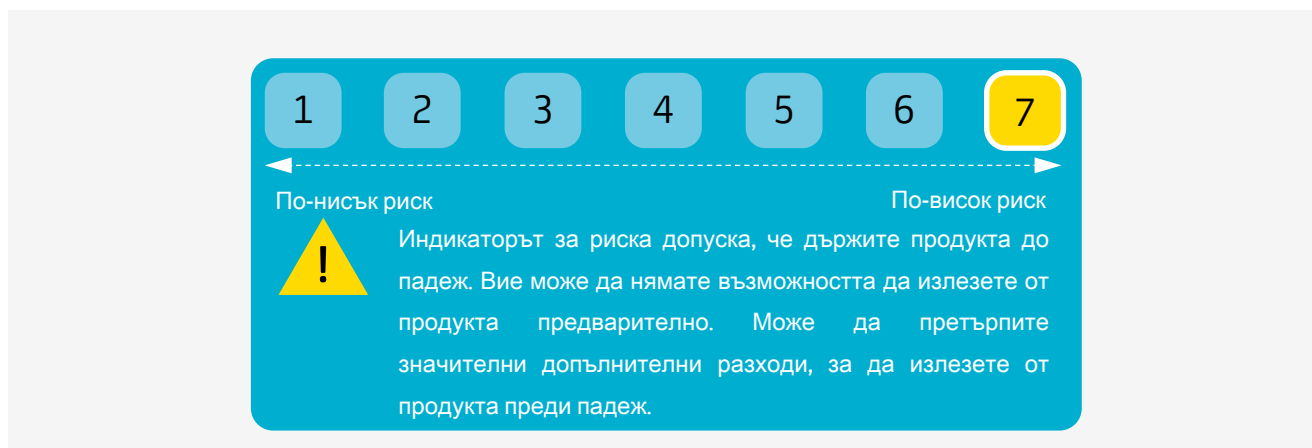 1 2 3 4 5 6 7
По-нисък риск По-висок риск
! Индикаторът за риска допуска, че държите продукта до
падеж. Вие може да нямате възможността да излезете от
продукта предварително. Може да претърпите
значителни допълнителни разходи, за да излезете от
продукта преди падеж.